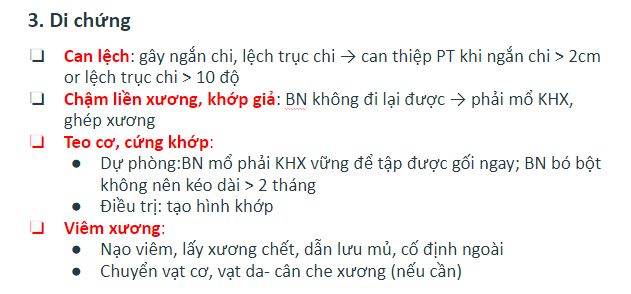 3. Di chứng
❑ Can lệch: gây ngắn chi, lệch trục chi → can thiệp PT khi ngắn chi > 2cm
or lệch trục chi > 10 độ
❑ Chậm liền xương, khớp giả: BN không đi lại được → phải mổ KHX,
ghép xương
❑ Teo cơ, cứng khớp:
● Dự phòng:BN mổ phải KHX vững để tập được gối ngay; BN bó bột
không nên kéo dài > 2 tháng
● Điều trị: tạo hình khớp
❑ Viêm xương:
● Nạo viêm, lấy xương chết, dẫn lưu mủ, cố định ngoài
● Chuyển vạt cơ, vạt da- cân che xương (nếu cần)